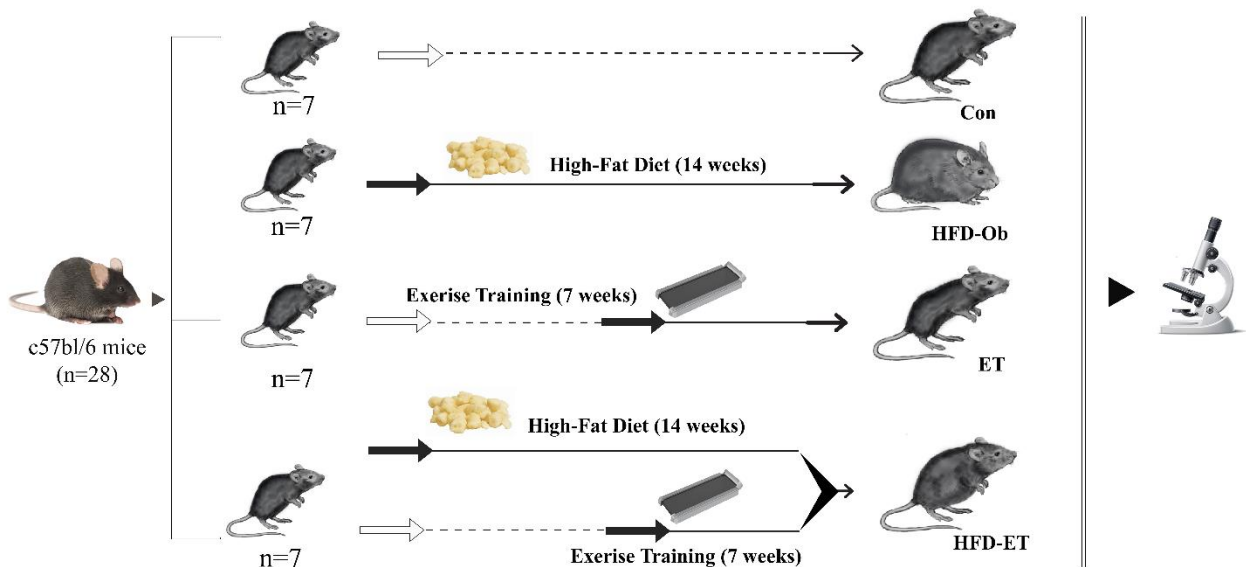 n=7
Con
High-Fat Diet (14 weeks)
n=7
HFD-Ob
c57bl/6 mice
(n=28)
Exerise Training (7 weeks)
n=7
ET
High-Fat Diet (14 weeks)
n=7
Exerise Training (7 weeks)
HFD-ET